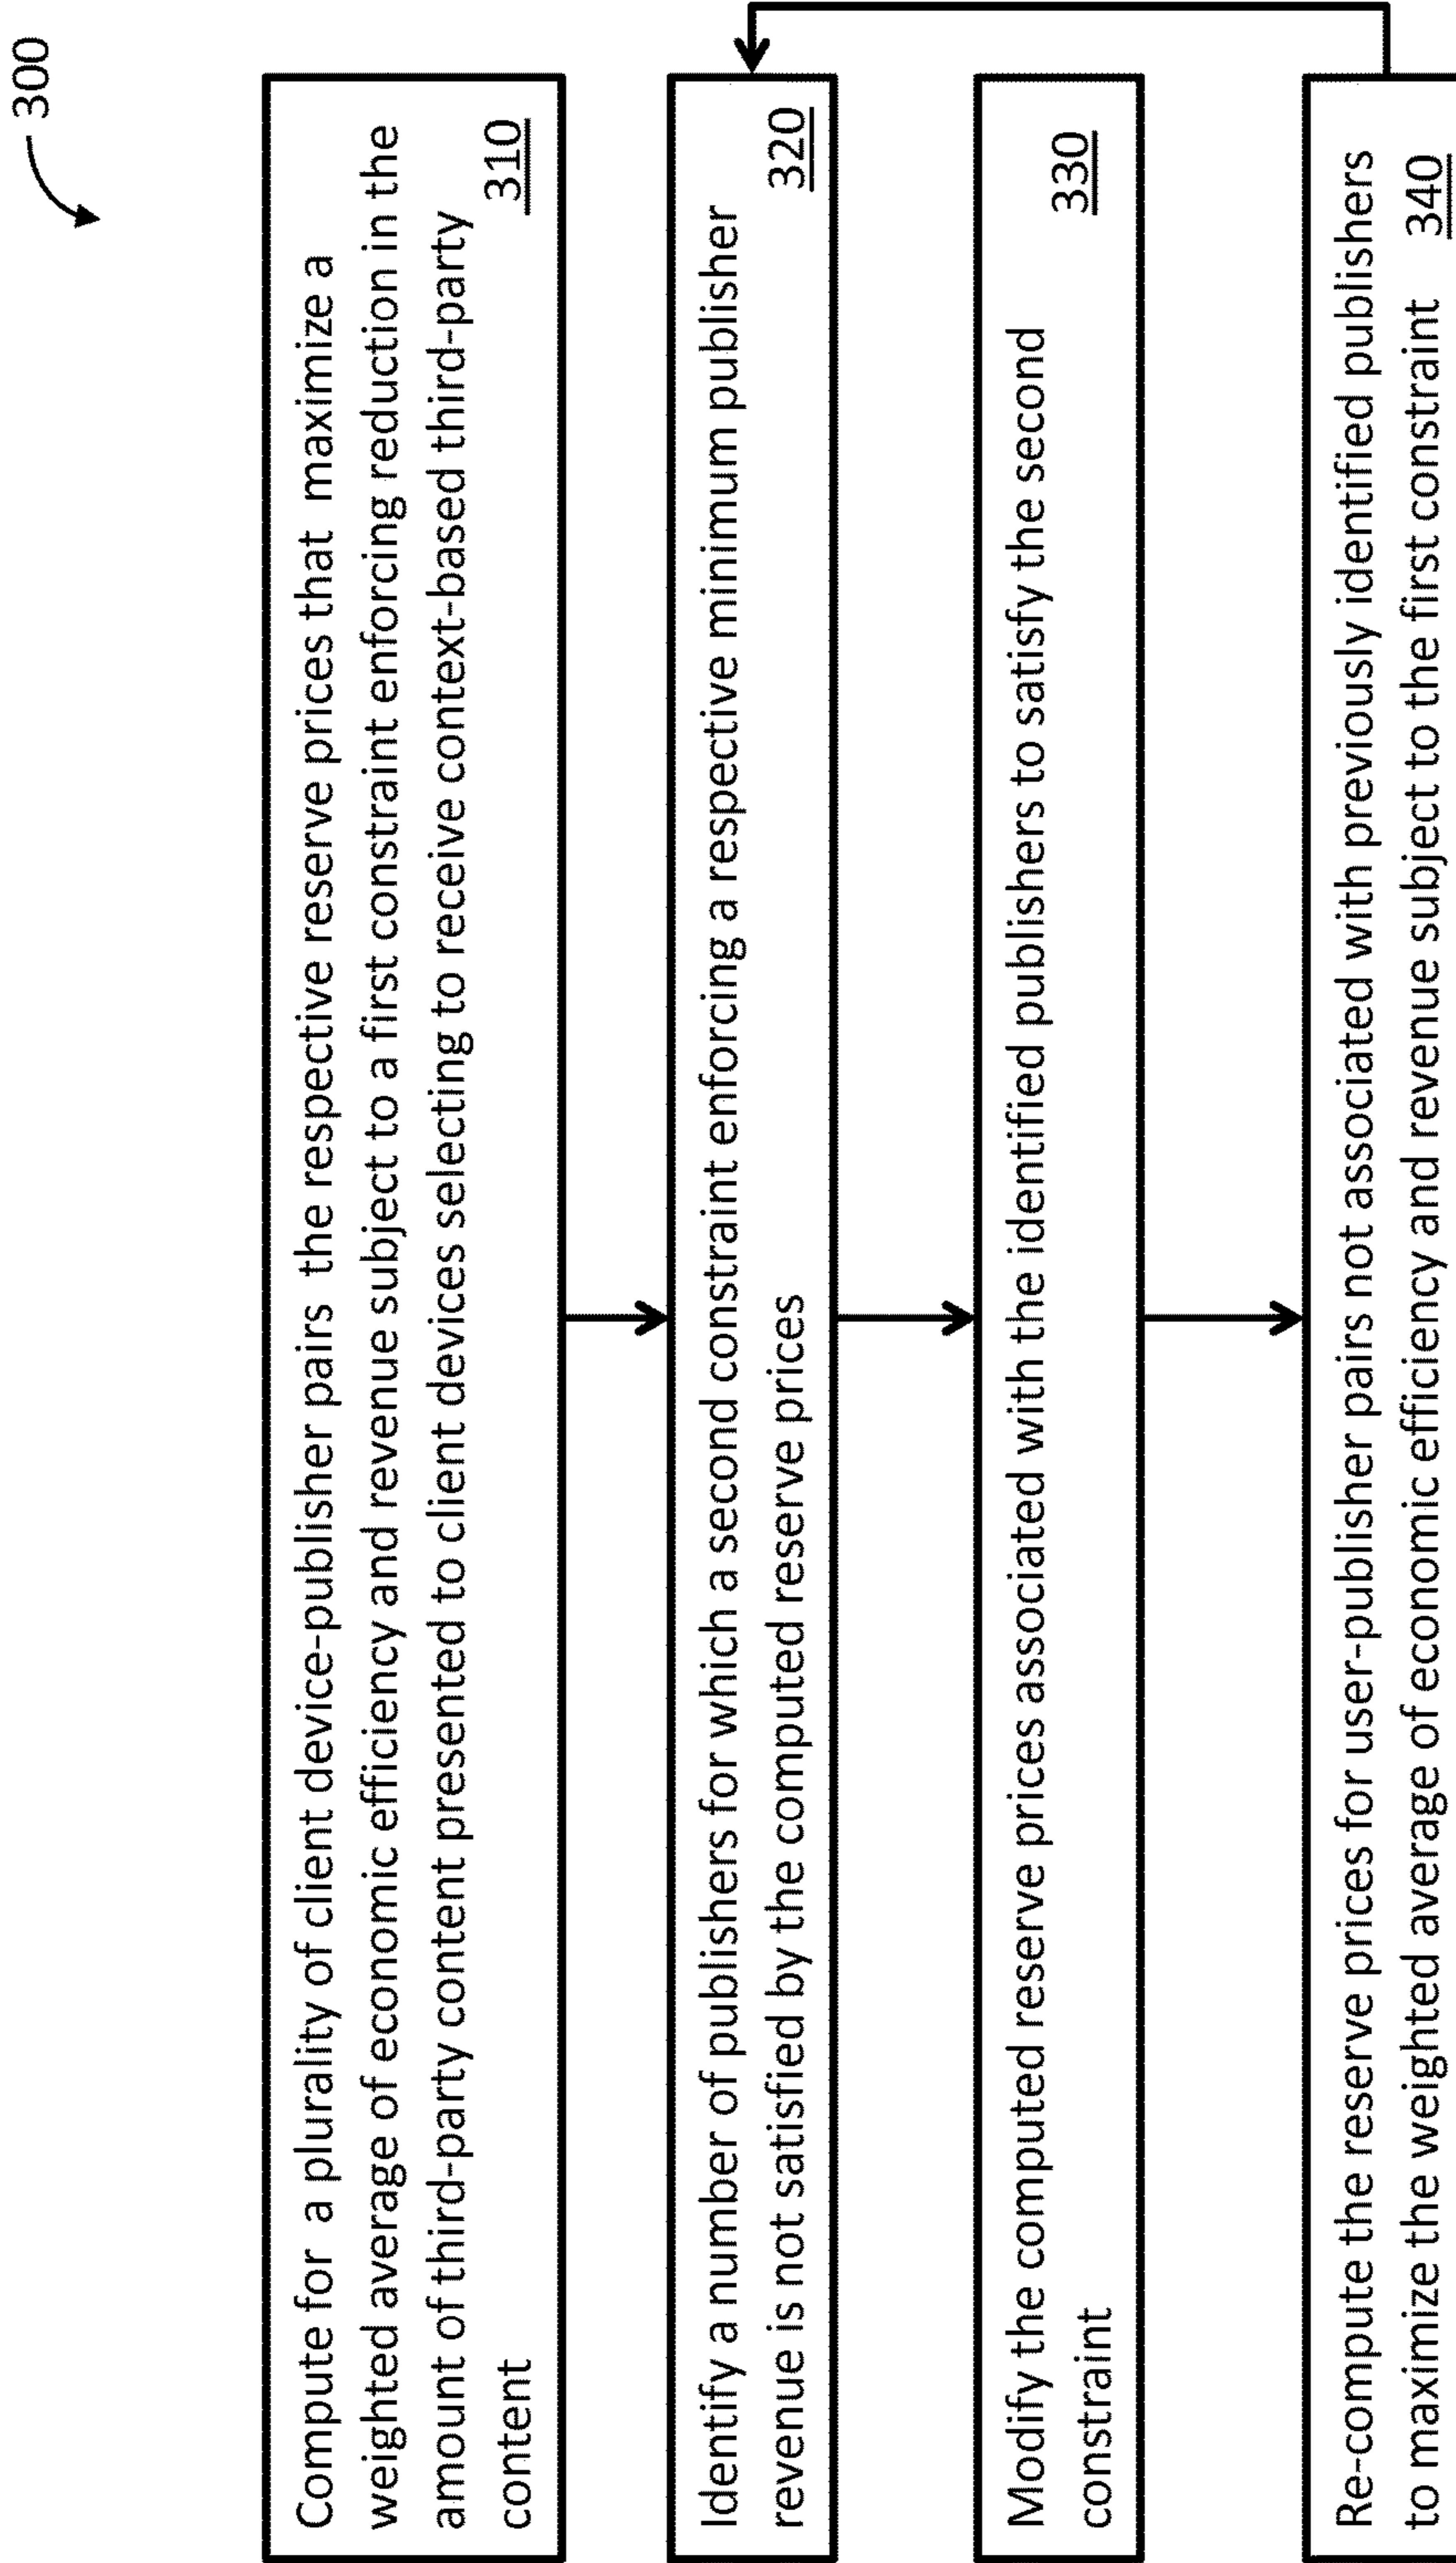 300
Compute for a plurality of client device-publisher pairs the respective reserve prices that maximize a
weighted average of economic efficiency and revenue subject to a first constraint enforcing reduction in the
amount of third-party content presented to client devices selecting to receive context-based third-party
content 310
Identify a number of publishers for which a second constraint enforcing a respective minimum publisher
revenue is not satisfied by the computed reserve prices 320
Modify the computed reserve prices associated with the identified publishers to satisfy the second
constraint 330
Re-compute the reserve prices for user-publisher pairs not associated with previously identified publishers
to maximize the weighted average of economic efficiency and revenue subject to the first constraint 340